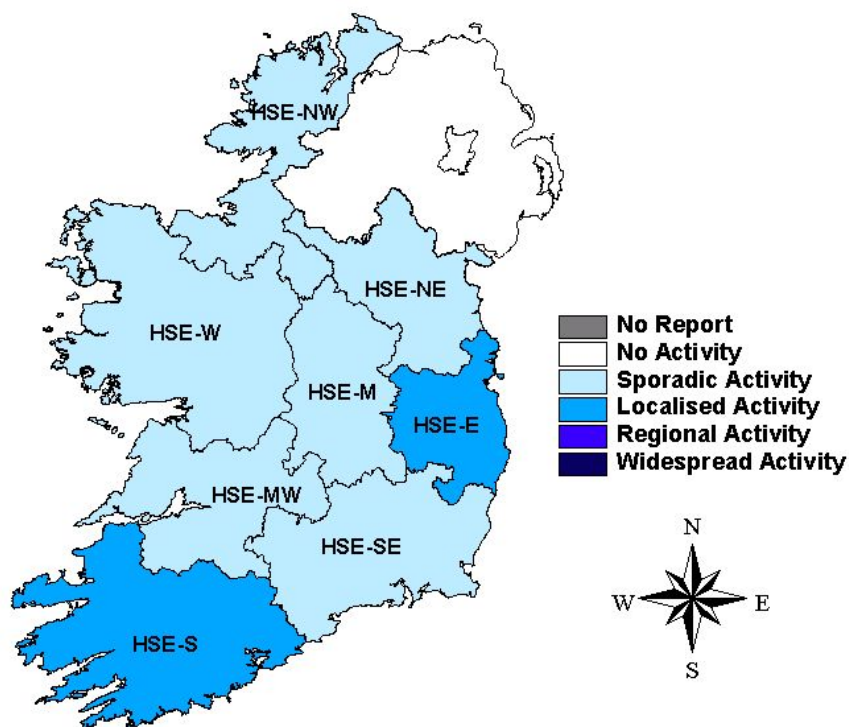 HSE-NW
HSE-NE
HSE-W
HSE-M
HSE-E
HSE-MW
HSE-SE
HSE-S
No Report
No Activity
Sporadic Activity
Localised Activity
Regional Activity
Widespread Activity
N
W E
S